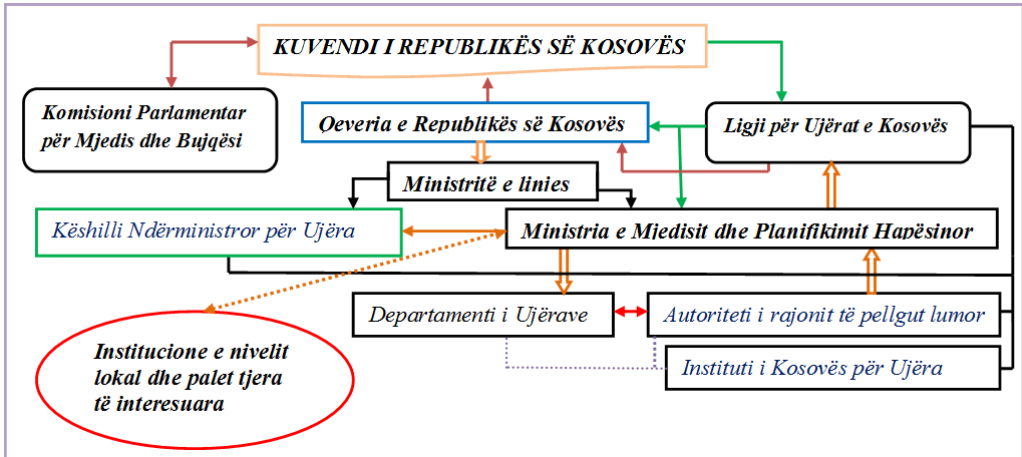 KUVENDI I REPUBLIKËS SË KOSOVËS
Komisioni Parlamentar
për Mjedis dhe Bujqësi
Qeveria e Republikës së Kosovës
Ligji për Ujërat e Kosovës
Ministritë e linies
Këshilli Ndërministror për Ujëra
Ministria e Mjedisit dhe Planifikimit Hapësinor
Departamenti i Ujërave
Autoriteti i rajonit të pellgut lumor
Institucione e nivelit
lokal dhe palet tjera
të interesuara
Instituti i Kosovës për Ujëra